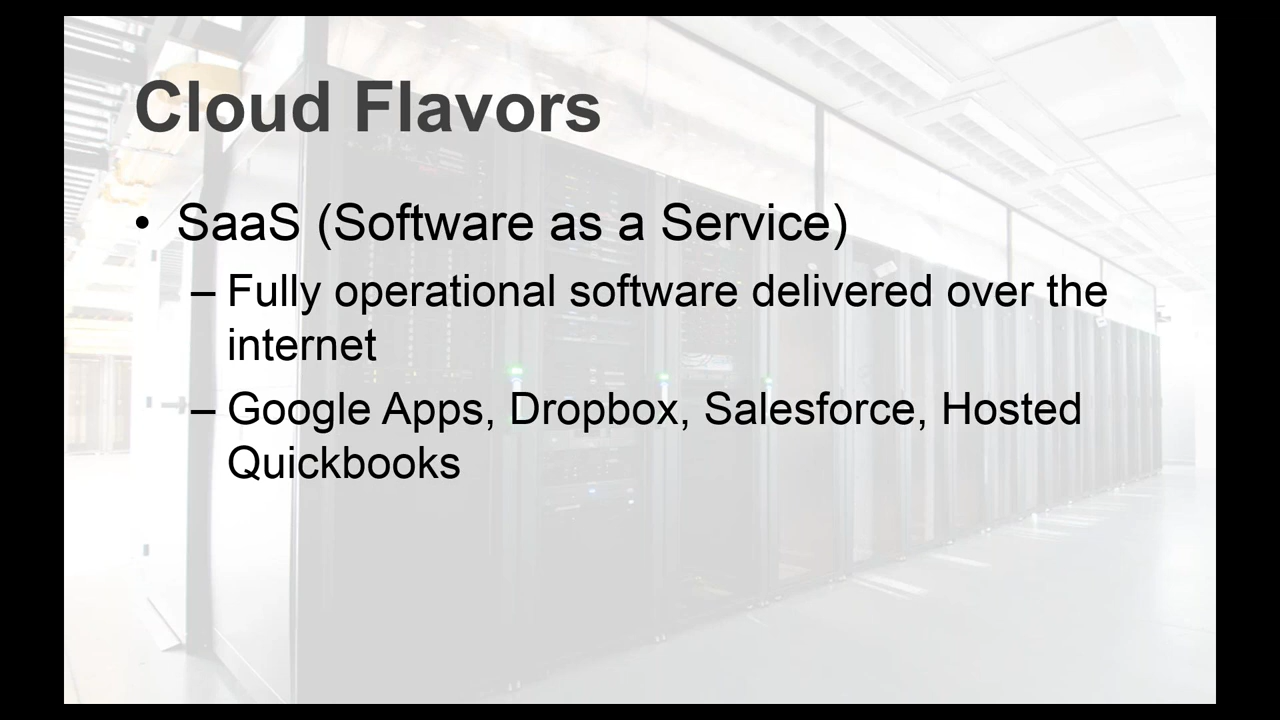 Cloud Flavors
• SaaS (Software as a Service)
– Fully operational software delivered over the
internet
– Google Apps, Dropbox, Salesforce, Hosted
Quickbooks